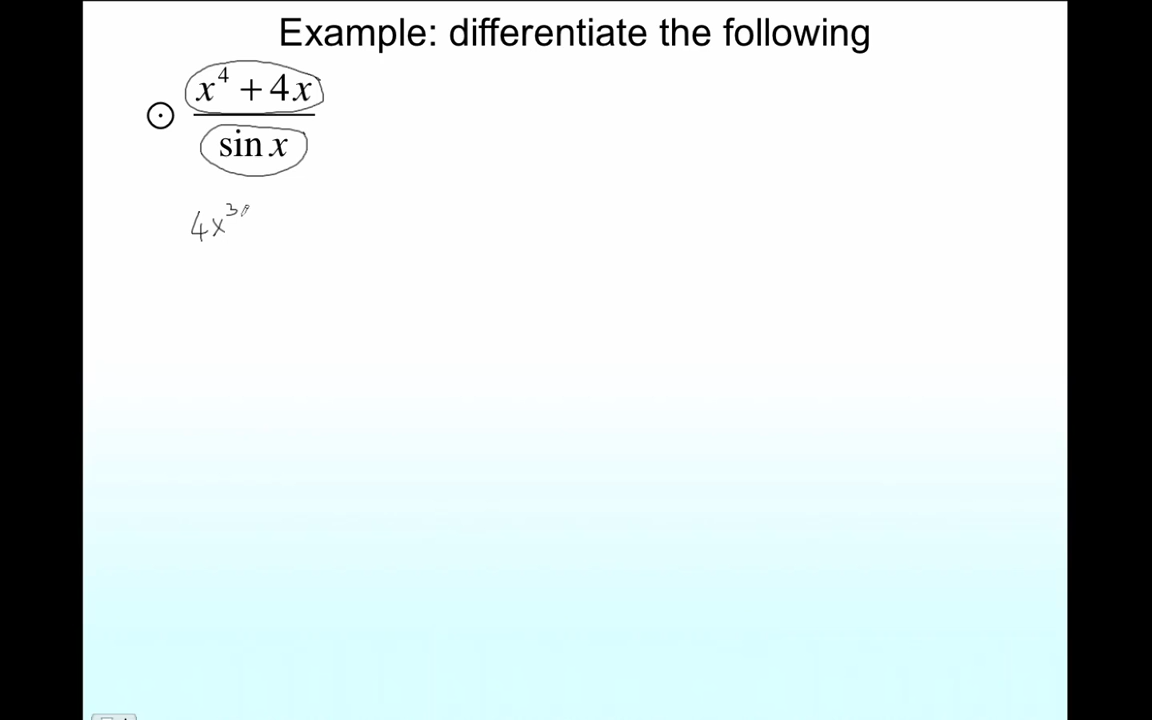 Example: differentiate the following
⊙ (x⁴ + 4x) / (sin x)
4x³